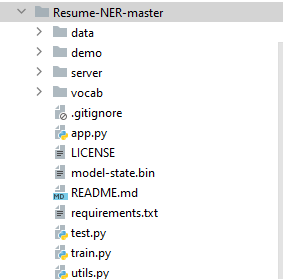 Resume-NER-master
data
demo
server
vocab
.gitignore
app.py
LICENSE
model-state.bin
MD README.md
requirements.txt
test.py
train.py
utils.py